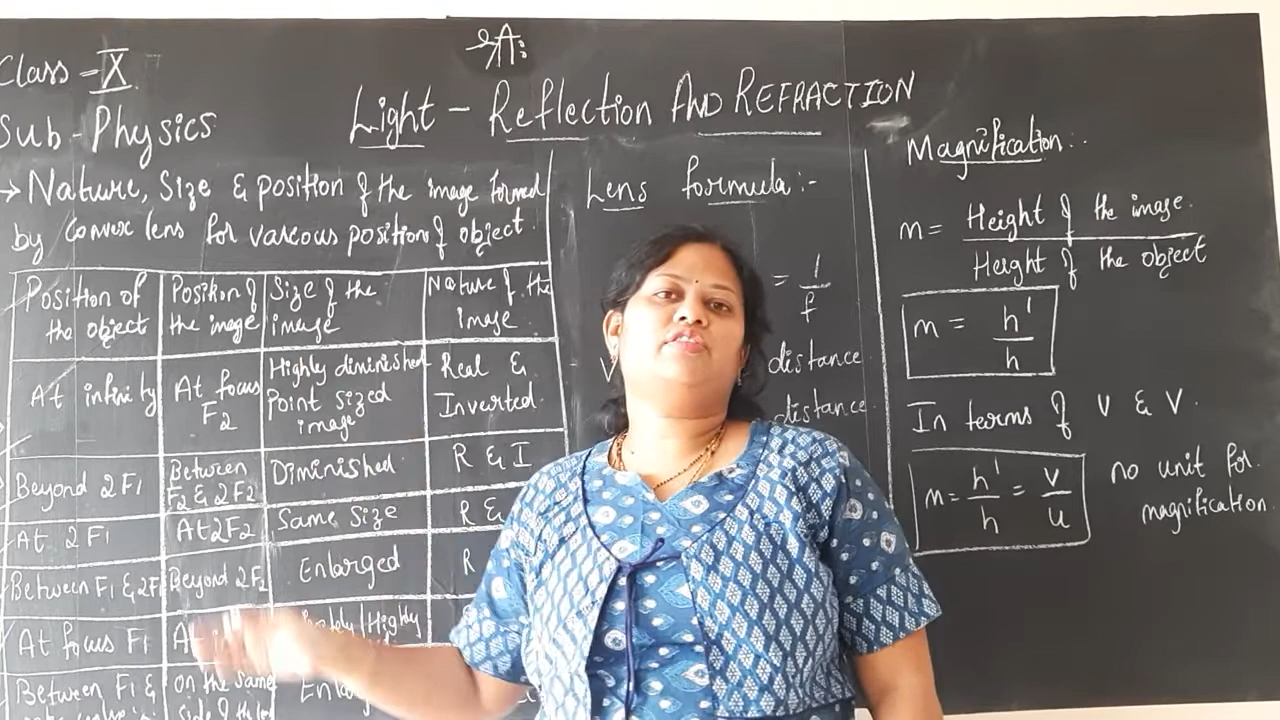 Class - X
Sub - Physics
Light - Reflection AND REFRACTION
→ Nature, Size & position of the image formed
by Convex lens for various position of object.
Position of the object | Position of the image | Size of the image | Nature of the image
At infinity | At focus F2 | Highly diminished Point sized image | Real & Inverted
Beyond 2F1 | Between F2 & 2F2 | Diminished | R & I
At 2F1 | At 2F2 | Same Size | R &
Between F1 & 2F1 | Beyond 2F2 | Enlarged | R
At focus F1 | At | /Highly
Between F1 & | on the same side of the
Lens formula :-
= 1/f
V
distance
distance
Magnification :
m = Height of the image. / Height of the object
m = h'/h
In terms of V & V.
m = h'/h = v/u
no unit for
magnification.